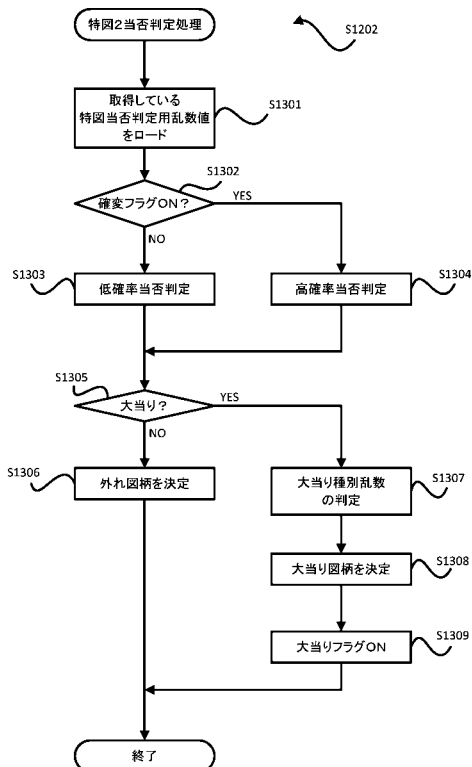 特図2当否判定処理
S1202
取得している
特図当否判定用乱数値
をロード
S1301
S1302
確変フラグON?
YES
NO
S1303
低確率当否判定
高確率当否判定
S1304
S1305
大当り?
YES
NO
S1306
外れ図柄を決定
大当り種別乱数
の判定
S1307
大当り図柄を決定
S1308
大当りフラグON
S1309
終了